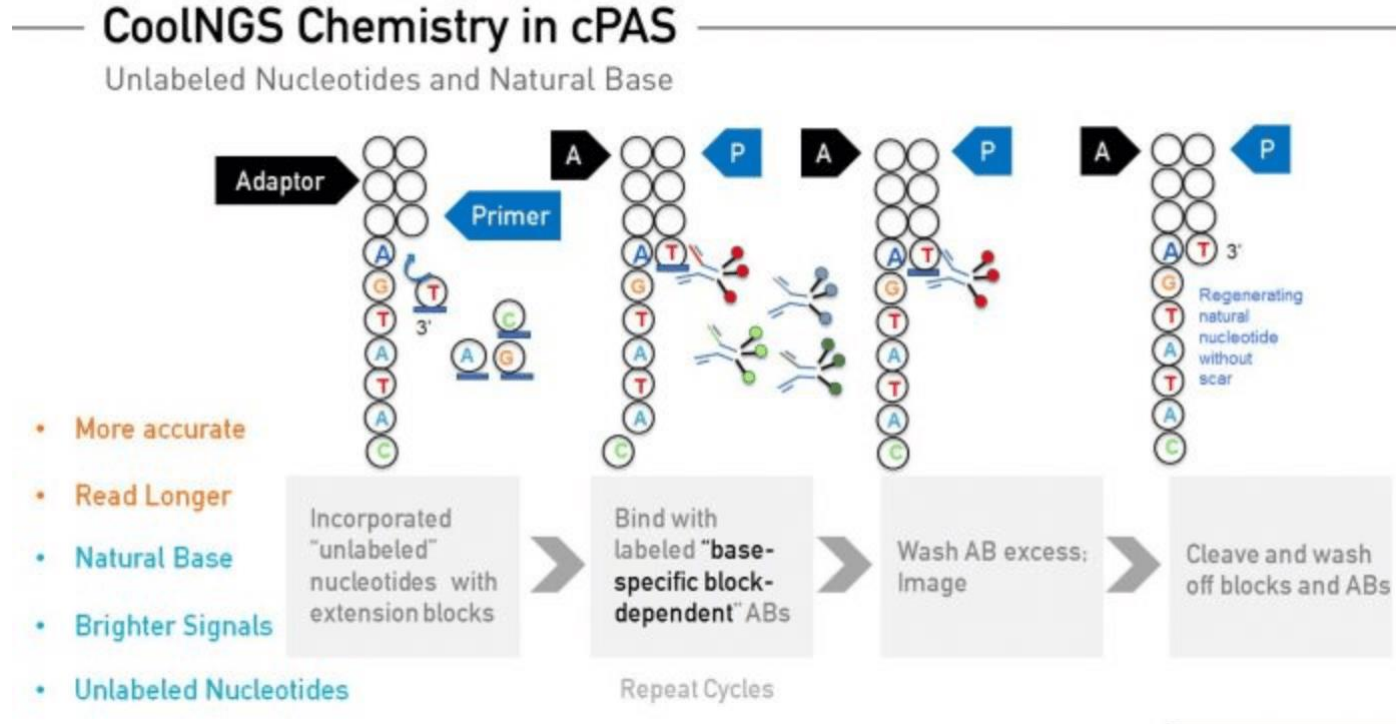 CoolNGS Chemistry in cPAS
Unlabeled Nucleotides and Natural Base
Adaptor
Primer
A
G
T
A
T
A
C
T
3'
C
A
G
A
P
A
T
G
T
A
T
A
C
A
P
A
T
G
T
A
T
A
C
A
P
A
T
3'
G
T
A
T
A
C
Regenerating
natural
nucleotide
without
scar
• More accurate
• Read Longer
• Natural Base
• Brighter Signals
• Unlabeled Nucleotides
Incorporated
"unlabeled"
nucleotides with
extension blocks
Bind with
labeled "base-
specific block-
dependent" ABs
Wash AB excess;
Image
Cleave and wash
off blocks and ABs
Repeat Cycles